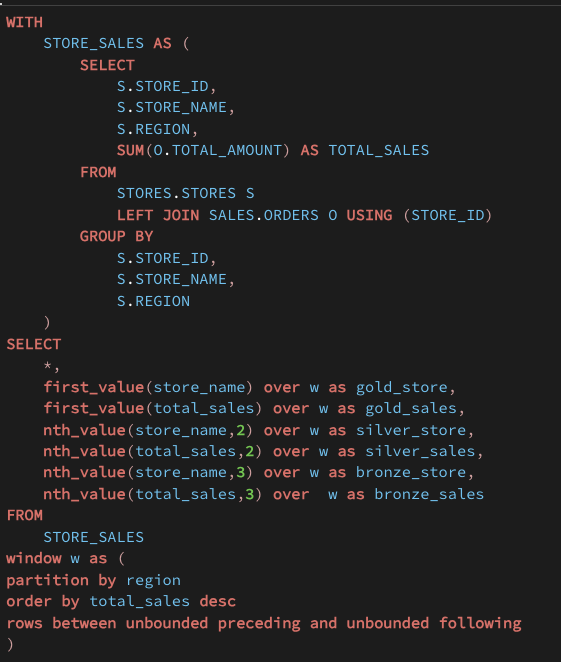 WITH
STORE_SALES AS (
SELECT
S.STORE_ID,
S.STORE_NAME,
S.REGION,
SUM(O.TOTAL_AMOUNT) AS TOTAL_SALES
FROM
STORES.STORES S
LEFT JOIN SALES.ORDERS O USING (STORE_ID)
GROUP BY
S.STORE_ID,
S.STORE_NAME,
S.REGION
)
SELECT
*,
first_value(store_name) over w as gold_store,
first_value(total_sales) over w as gold_sales,
nth_value(store_name,2) over w as silver_store,
nth_value(total_sales,2) over w as silver_sales,
nth_value(store_name,3) over w as bronze_store,
nth_value(total_sales,3) over  w as bronze_sales
FROM
STORE_SALES
window w as (
partition by region
order by total_sales desc
rows between unbounded preceding and unbounded following
)